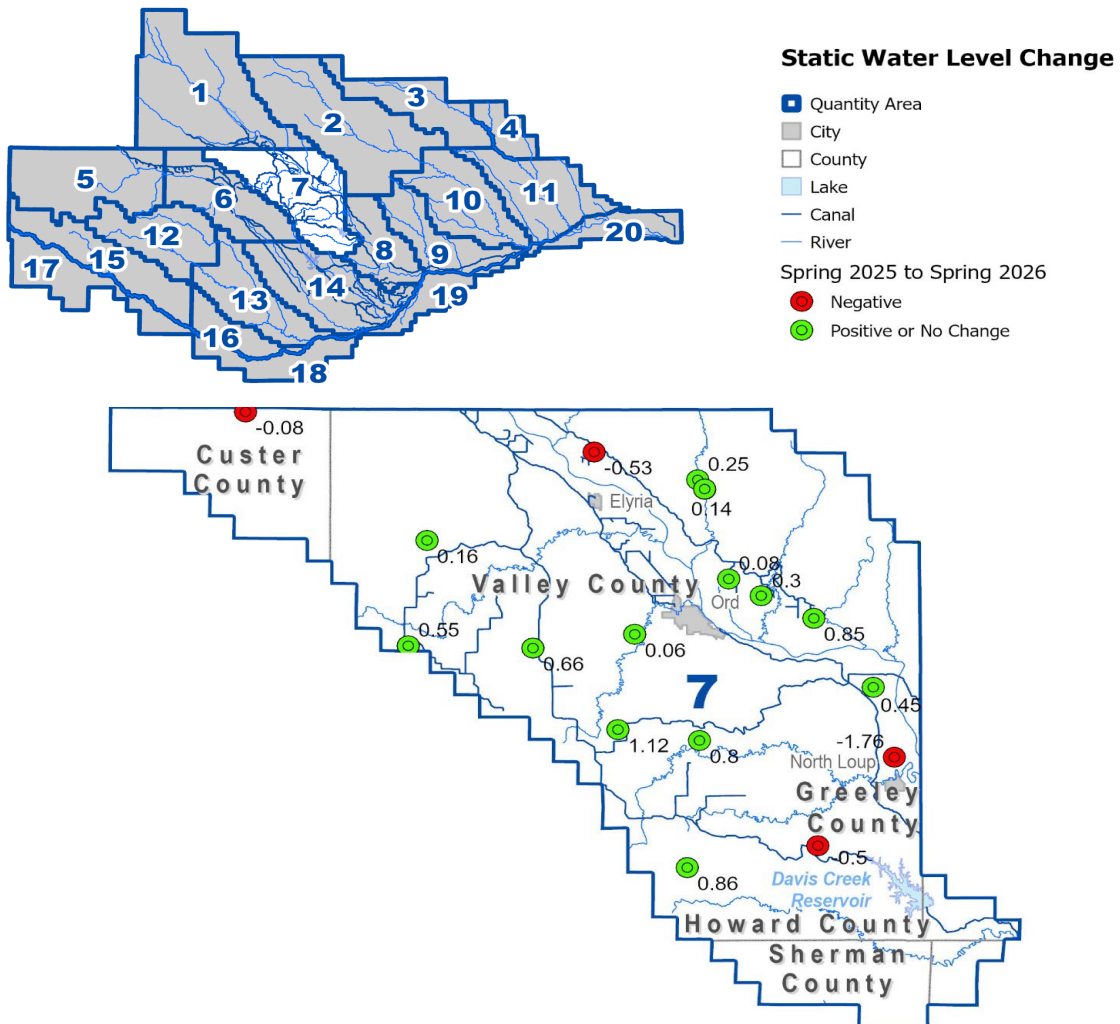 Static Water Level Change
Quantity Area
City
County
Lake
Canal
River
Spring 2025 to Spring 2026
Negative
Positive or No Change
1
2
3
4
5
6
7
8
9
10
11
12
13
14
15
16
17
18
19
20
-0.08
Custer
County
-0.53
0.25
0.14
Elyria
0.16
0.08
0.3
Valley County
Ord
0.85
0.55
0.66
0.06
7
0.45
1.12
0.8
-1.76
North Loup
Greeley
County
-0.5
0.86
Davis Creek
Reservoir
Howard County
Sherman
County